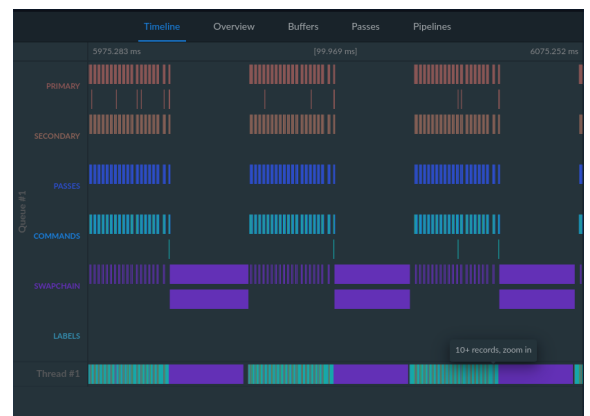 Timeline Overview Buffers Passes Pipelines
5975.283 ms [99.969 ms] 6075.252 ms
PRIMARY
SECONDARY
PASSES
Queue #1
COMMANDS
SWAPCHAIN
LABELS
10+ records, zoom in
Thread #1